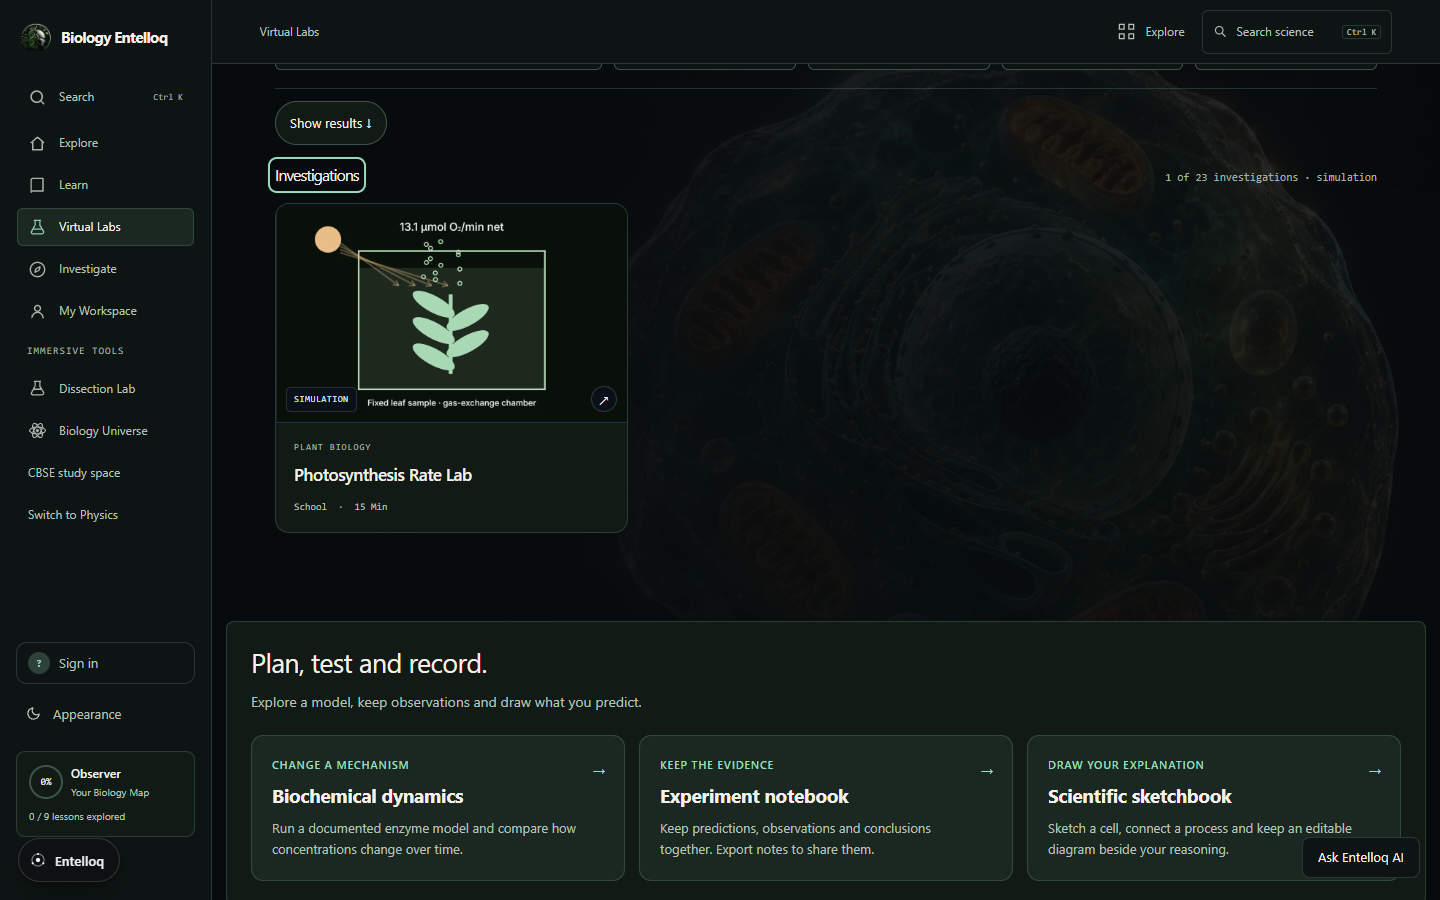 Biology Entelloq
Search Ctrl K
Explore
Learn
Virtual Labs
Investigate
My Workspace
IMMERSIVE TOOLS
Dissection Lab
Biology Universe
CBSE study space
Switch to Physics
? Sign in
Appearance
0% Observer
Your Biology Map
0 / 9 lessons explored
Entelloq
Virtual Labs
Explore
Search science Ctrl K
Show results ↓
Investigations
1 of 23 investigations · simulation
13.1 µmol O₂/min net
SIMULATION
Fixed leaf sample · gas-exchange chamber
↗
PLANT BIOLOGY
Photosynthesis Rate Lab
School · 15 Min
Plan, test and record.
Explore a model, keep observations and draw what you predict.
CHANGE A MECHANISM →
Biochemical dynamics
Run a documented enzyme model and compare how
concentrations change over time.
KEEP THE EVIDENCE →
Experiment notebook
Keep predictions, observations and conclusions
together. Export notes to share them.
DRAW YOUR EXPLANATION →
Scientific sketchbook
Sketch a cell, connect a process and keep an editable
diagram beside your reasoning.
Ask Entelloq AI